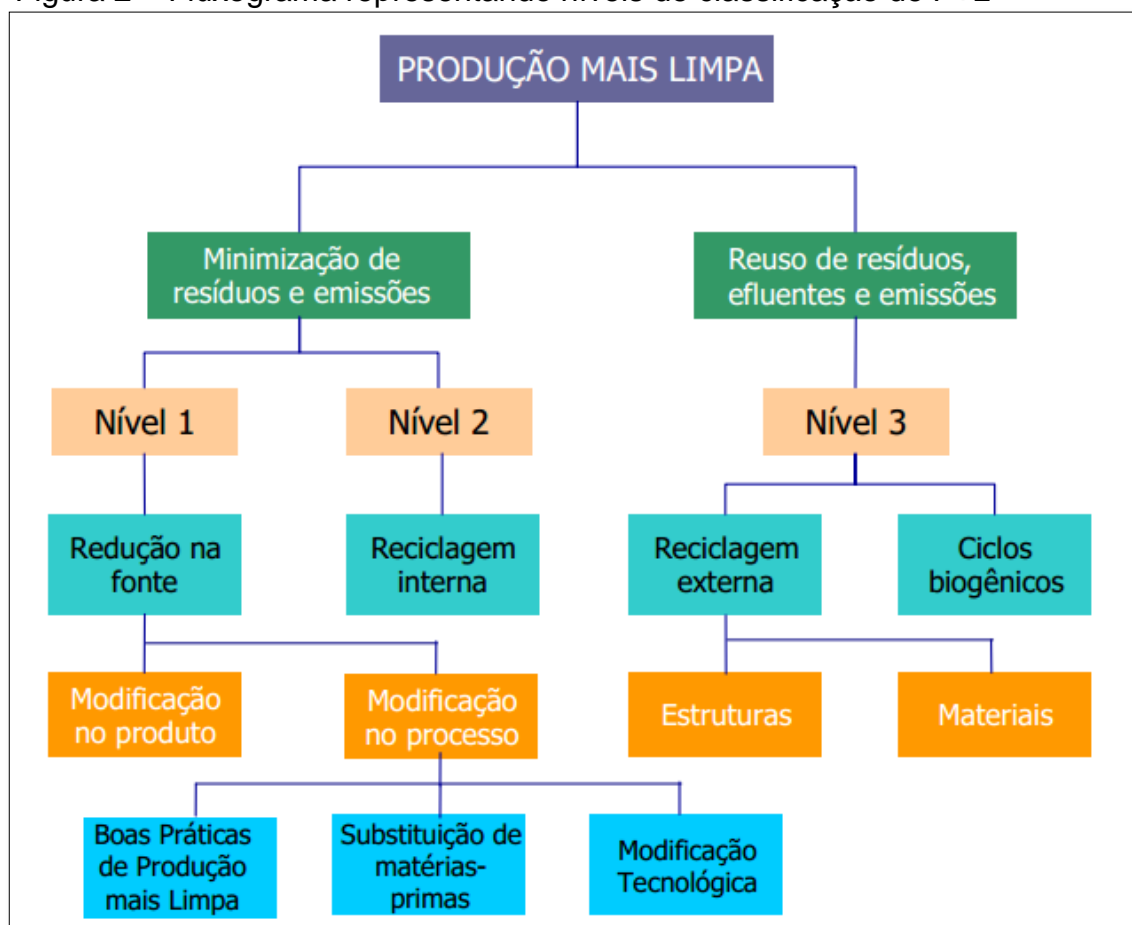 PRODUÇÃO MAIS LIMPA
Minimização de
resíduos e emissões
Reuso de resíduos,
efluentes e emissões
Nível 1
Nível 2
Nível 3
Redução na
fonte
Reciclagem
interna
Reciclagem
externa
Ciclos
biogênicos
Modificação
no produto
Modificação
no processo
Estruturas
Materiais
Boas Práticas
de Produção
mais Limpa
Substituição de
matérias-
primas
Modificação
Tecnológica